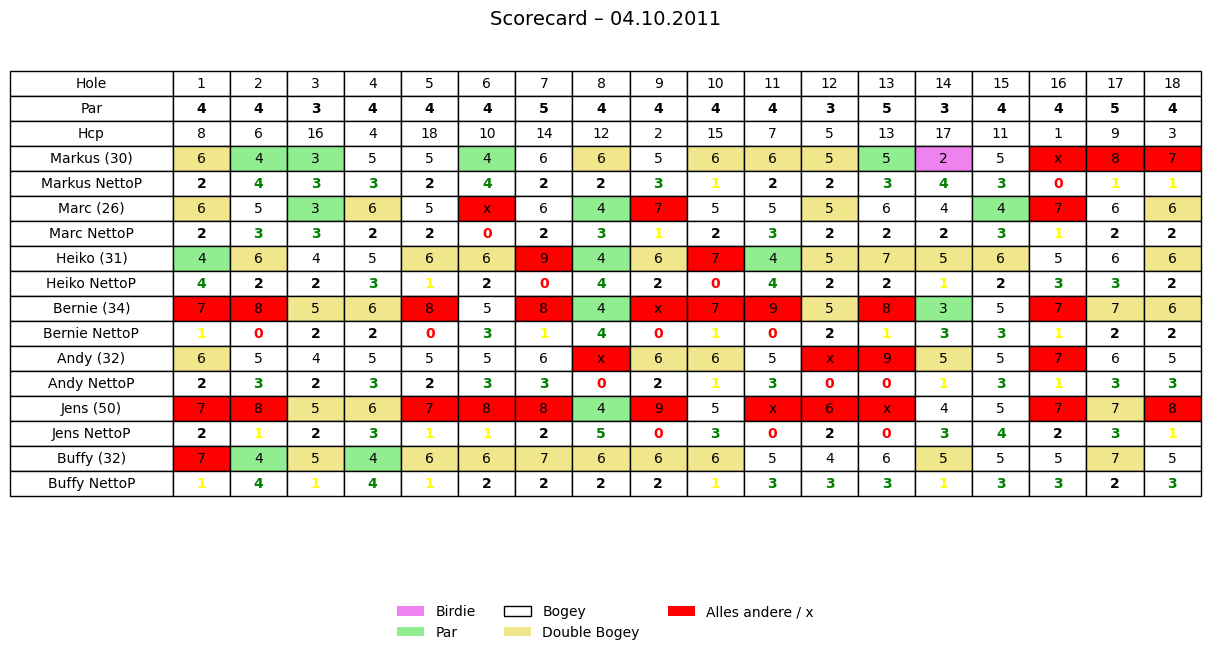 Scorecard – 04.10.2011
Hole 1 2 3 4 5 6 7 8 9 10 11 12 13 14 15 16 17 18
Par 4 4 3 4 4 4 5 4 4 4 4 3 5 3 4 4 5 4
Hcp 8 6 16 4 18 10 14 12 2 15 7 5 13 17 11 1 9 3
Markus (30) 6 4 3 5 5 4 6 6 5 6 6 5 5 2 5 x 8 7
Markus NettoP 2 4 3 3 2 4 2 2 3 1 2 2 3 4 3 0 1 1
Marc (26) 6 5 3 6 5 x 6 4 7 5 5 5 6 4 4 7 6 6
Marc NettoP 2 3 3 2 2 0 2 3 1 2 3 2 2 2 3 1 2 2
Heiko (31) 4 6 4 5 6 6 9 4 6 7 4 5 7 5 6 5 6 6
Heiko NettoP 4 2 2 3 1 2 0 4 2 0 4 2 2 1 2 3 3 2
Bernie (34) 7 8 5 6 8 5 8 4 x 7 9 5 8 3 5 7 7 6
Bernie NettoP 1 0 2 2 0 3 1 4 0 1 0 2 1 3 3 1 2 2
Andy (32) 6 5 4 5 5 5 6 x 6 6 5 x 9 5 5 7 6 5
Andy NettoP 2 3 2 3 2 3 3 0 2 1 3 0 0 1 3 1 3 3
Jens (50) 7 8 5 6 7 8 8 4 9 5 x 6 x 4 5 7 7 8
Jens NettoP 2 1 2 3 1 1 2 5 0 3 0 2 0 3 4 2 3 1
Buffy (32) 7 4 5 4 6 6 7 6 6 6 5 4 6 5 5 5 7 5
Buffy NettoP 1 4 1 4 1 2 2 2 2 1 3 3 3 1 3 3 2 3
Birdie Bogey Alles andere / x
Par Double Bogey